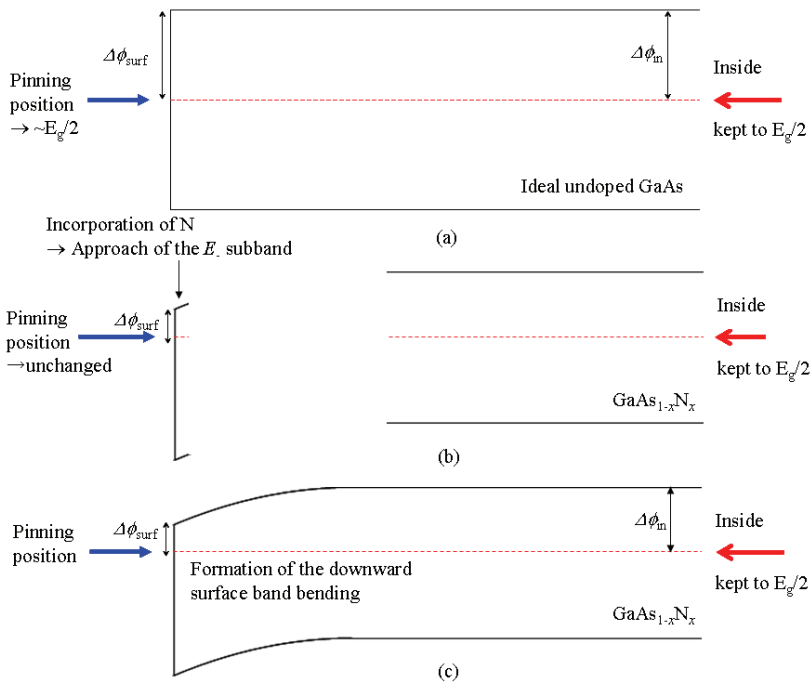 Δϕsurf
Δϕin
Pinning
position
→ ~Eg/2
Inside
kept to Eg/2
Ideal undoped GaAs
(a)
Incorporation of N
→ Approach of the E- subband
Pinning
position
→unchanged
Δϕsurf
Inside
kept to Eg/2
GaAs1-xNx
(b)
Pinning
position
Δϕsurf
Δϕin
Inside
kept to Eg/2
Formation of the downward
surface band bending
GaAs1-xNx
(c)